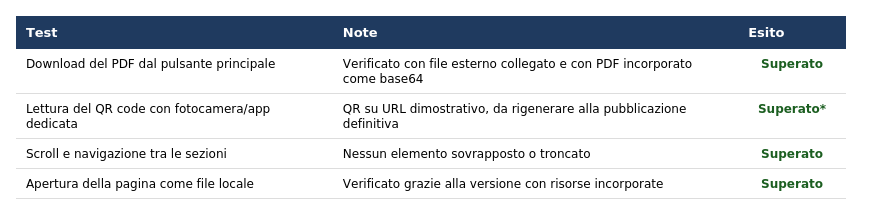 Test Note Esito
Download del PDF dal pulsante principale Verificato con file esterno collegato e con PDF incorporato Superato
come base64
Lettura del QR code con fotocamera/app QR su URL dimostrativo, da rigenerare alla pubblicazione Superato*
dedicata definitiva
Scroll e navigazione tra le sezioni Nessun elemento sovrapposto o troncato Superato
Apertura della pagina come file locale Verificato grazie alla versione con risorse incorporate Superato